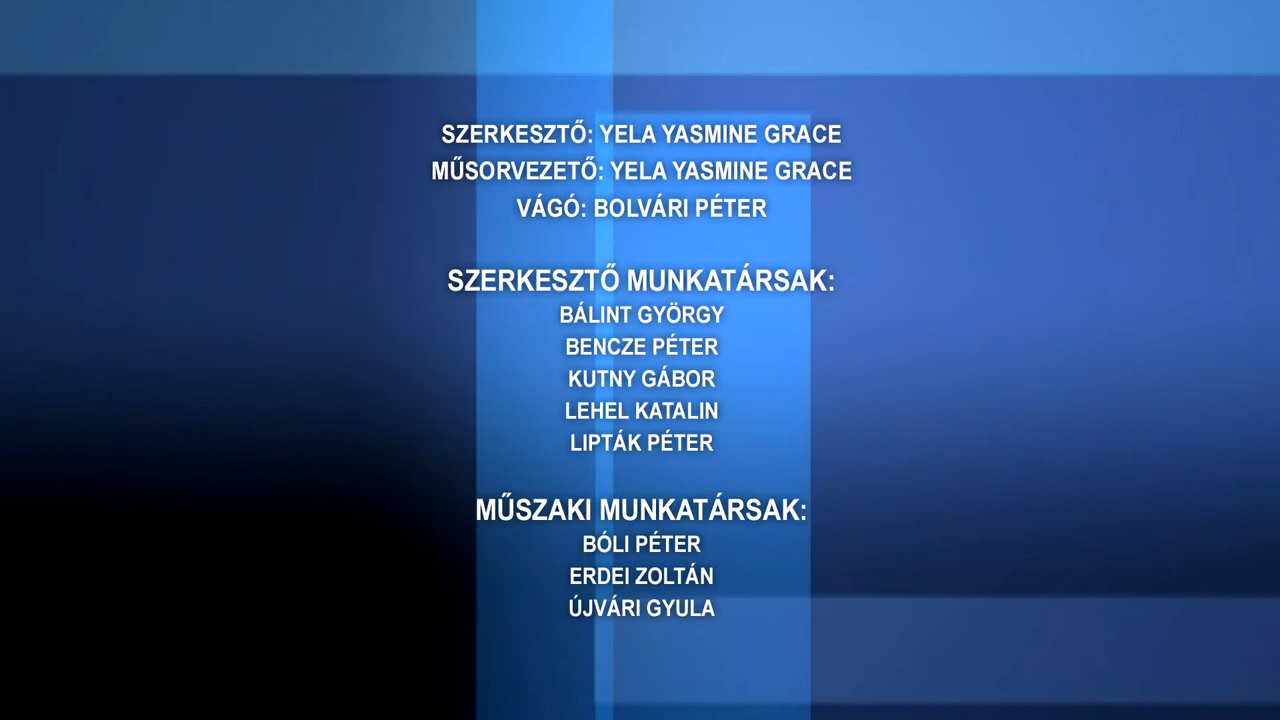 SZERKESZTŐ: YELA YASMINE GRACE
MŰSORVEZETŐ: YELA YASMINE GRACE
VÁGÓ: BOLVÁRI PÉTER
SZERKESZTŐ MUNKATÁRSAK:
BÁLINT GYÖRGY
BENCZE PÉTER
KUTNY GÁBOR
LEHEL KATALIN
LIPTÁK PÉTER
MŰSZAKI MUNKATÁRSAK:
BÓLI PÉTER
ERDEI ZOLTÁN
ÚJVÁRI GYULA